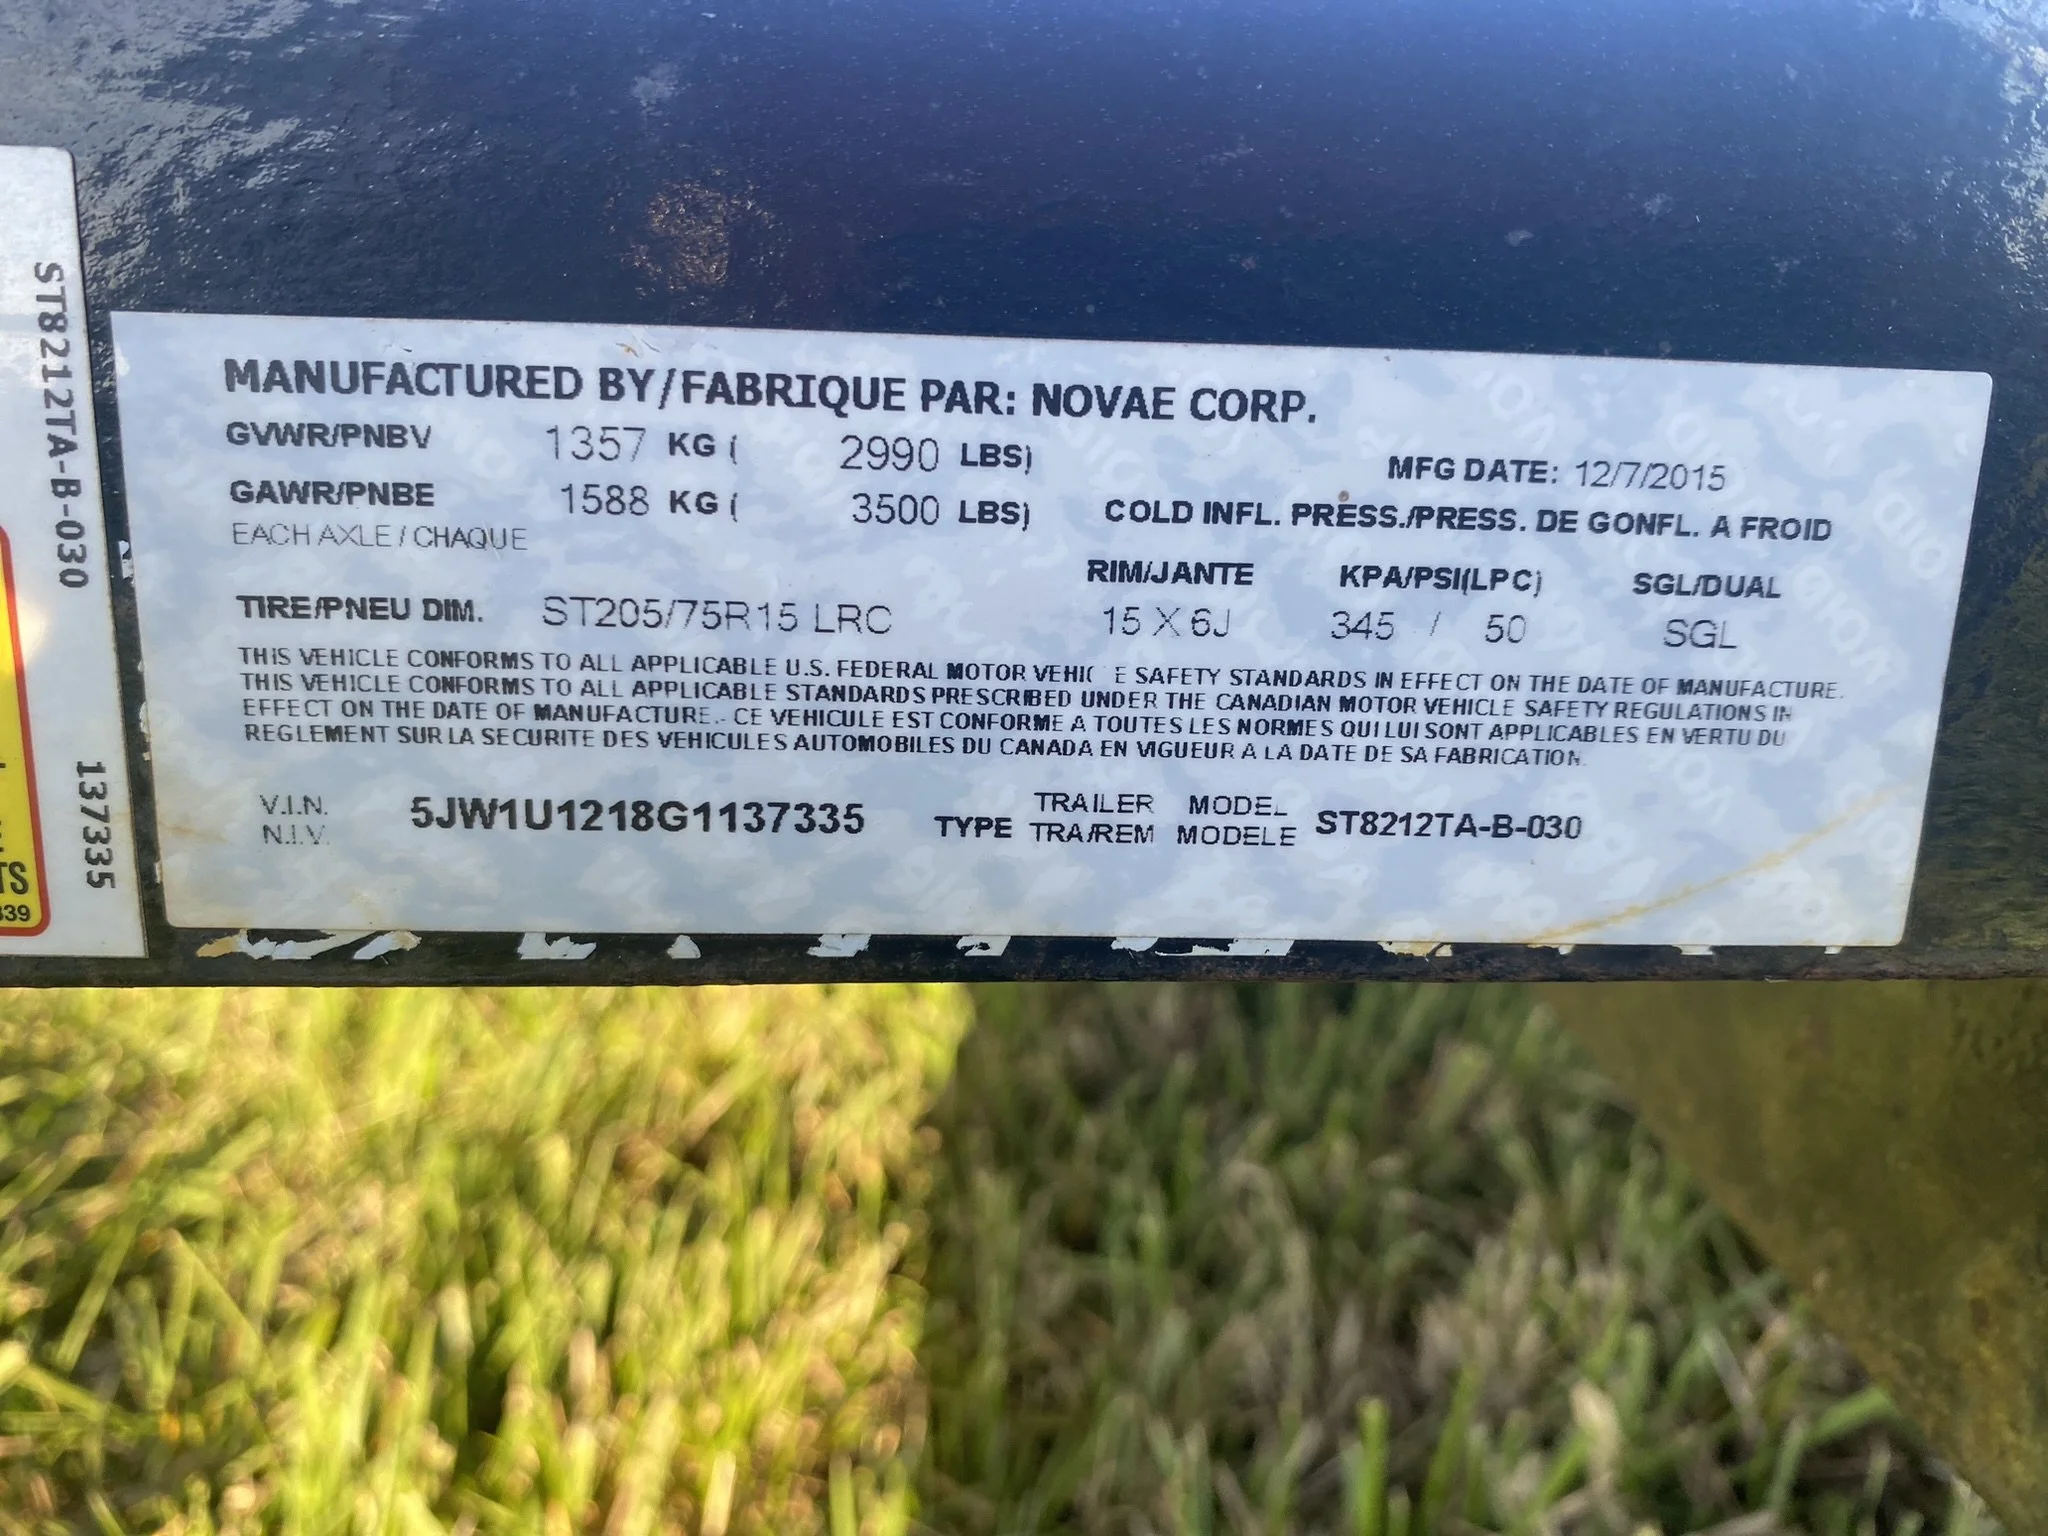 ST8212TA-B-030
137335
TS
339
MANUFACTURED BY/FABRIQUE PAR: NOVAE CORP.
GVWR/PNBV 1357 KG ( 2990 LBS)
MFG DATE: 12/7/2015
GAWR/PNBE 1588 KG ( 3500 LBS)
COLD INFL. PRESS./PRESS. DE GONFL. A FROID
EACH AXLE / CHAQUE
RIM/JANTE KPA/PSI(LPC) SGL/DUAL
TIRE/PNEU DIM. ST205/75R15 LRC 15 X 6J 345 / 50 SGL
THIS VEHICLE CONFORMS TO ALL APPLICABLE U.S. FEDERAL MOTOR VEHIC E SAFETY STANDARDS IN EFFECT ON THE DATE OF MANUFACTURE.
THIS VEHICLE CONFORMS TO ALL APPLICABLE STANDARDS PRESCRIBED UNDER THE CANADIAN MOTOR VEHICLE SAFETY REGULATIONS IN
EFFECT ON THE DATE OF MANUFACTURE.- CE VEHICULE EST CONFORME A TOUTES LES NORMES QUI LUI SONT APPLICABLES EN VERTU DU
REGLEMENT SUR LA SECURITE DES VEHICULES AUTOMOBILES DU CANADA EN VIGUEUR A LA DATE DE SA FABRICATION.
V.I.N. 5JW1U1218G1137335 TYPE TRAILER MODEL ST8212TA-B-030
N.I.V. TRA/REM MODELE